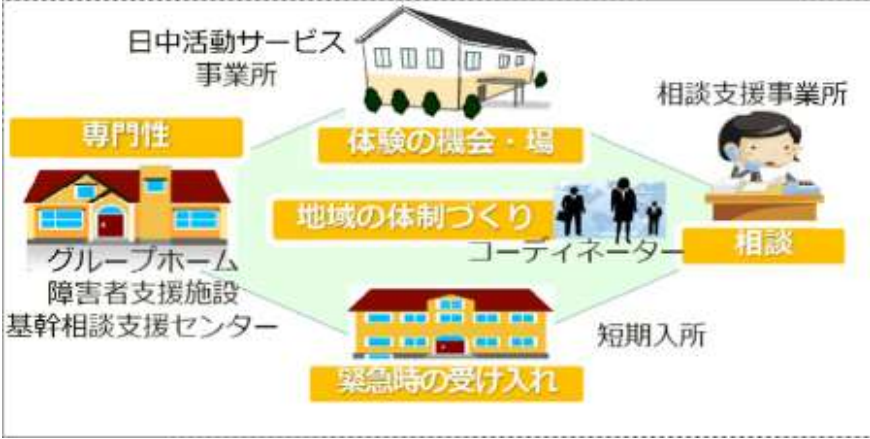 日中活動サービス
事業所
相談支援事業所
専門性
体験の機会・場
地域の体制づくり
コーディネーター
相談
グループホーム
障害者支援施設
基幹相談支援センター
短期入所
緊急時の受け入れ